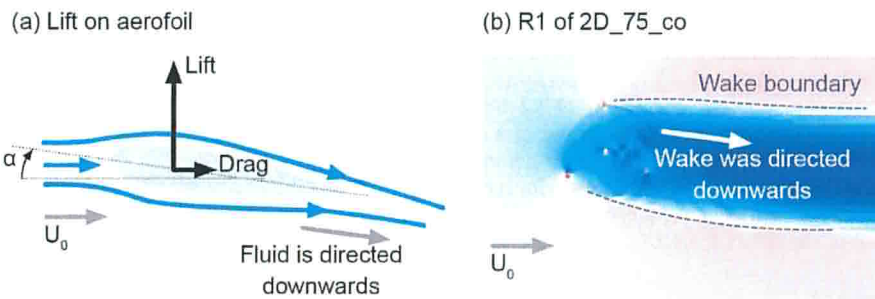 (a) Lift on aerofoil
Lift
α
Drag
U₀
Fluid is directed
downwards
(b) R1 of 2D_75_co
Wake boundary
Wake was directed
downwards
U₀